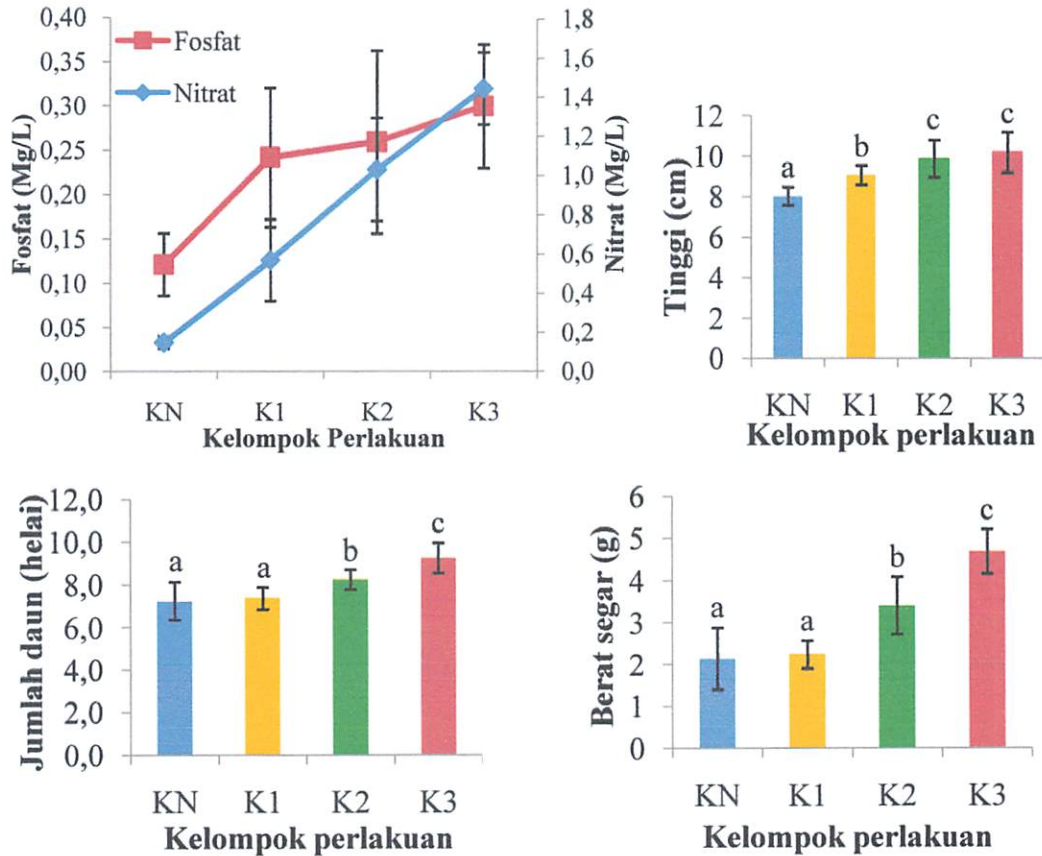 0,40
0,35
0,30
0,25
0,20
0,15
0,10
0,05
0,00
Fosfat (Mg/L)
Fosfat
Nitrat
1,8
1,6
1,4
1,2
1,0
0,8
0,6
0,4
0,2
0,0
Nitrat (Mg/L)
KN K1 K2 K3
Kelompok Perlakuan
12
10
8
6
4
2
0
Tinggi (cm)
a b c c
KN K1 K2 K3
Kelompok perlakuan
12,0
10,0
8,0
6,0
4,0
2,0
0,0
Jumlah daun (helai)
a a b c
KN K1 K2 K3
Kelompok perlakuan
6
5
4
3
2
1
0
Berat segar (g)
a a b c
KN K1 K2 K3
Kelompok perlakuan